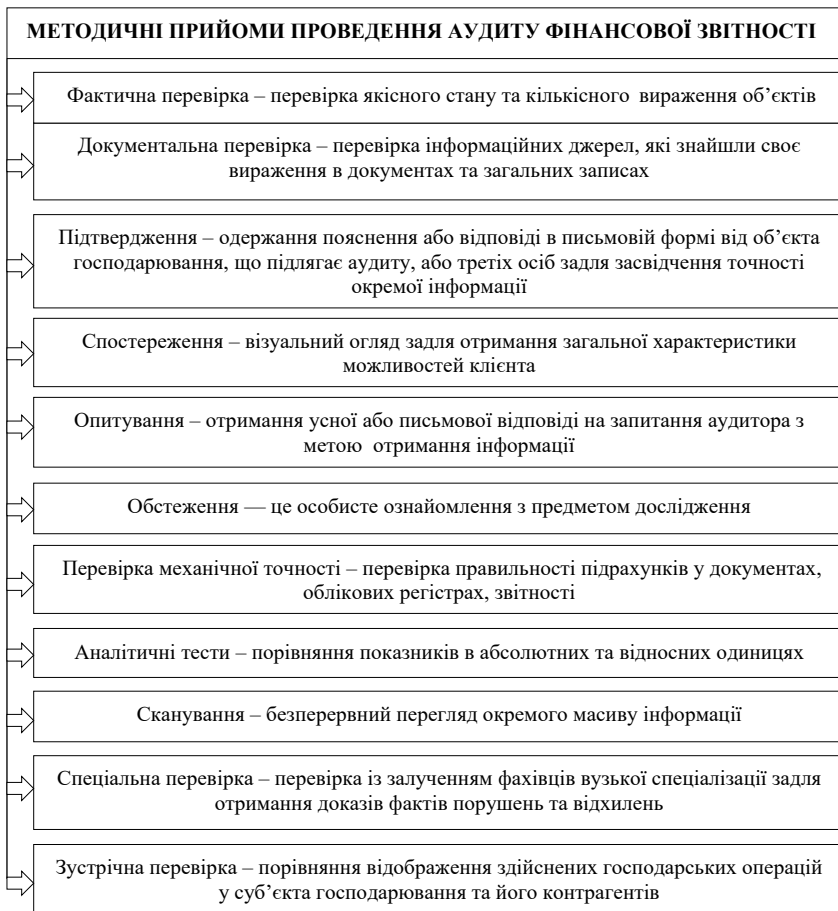 МЕТОДИЧНІ ПРИЙОМИ ПРОВЕДЕННЯ АУДИТУ ФІНАНСОВОЇ ЗВІТНОСТІ
Фактична перевірка – перевірка якісного стану та кількісного вираження об’єктів
Документальна перевірка – перевірка інформаційних джерел, які знайшли своє
вираження в документах та загальних записах
Підтвердження – одержання пояснення або відповіді в письмовій формі від об’єкта
господарювання, що підлягає аудиту, або третіх осіб задля засвідчення точності
окремої інформації
Спостереження – візуальний огляд задля отримання загальної характеристики
можливостей клієнта
Опитування – отримання усної або письмової відповіді на запитання аудитора з
метою отримання інформації
Обстеження — це особисте ознайомлення з предметом дослідження
Перевірка механічної точності – перевірка правильності підрахунків у документах,
облікових регістрах, звітності
Аналітичні тести – порівняння показників в абсолютних та відносних одиницях
Сканування – безперервний перегляд окремого масиву інформації
Спеціальна перевірка – перевірка із залученням фахівців вузької спеціалізації задля
отримання доказів фактів порушень та відхилень
Зустрічна перевірка – порівняння відображення здійснених господарських операцій
у суб’єкта господарювання та його контрагентів